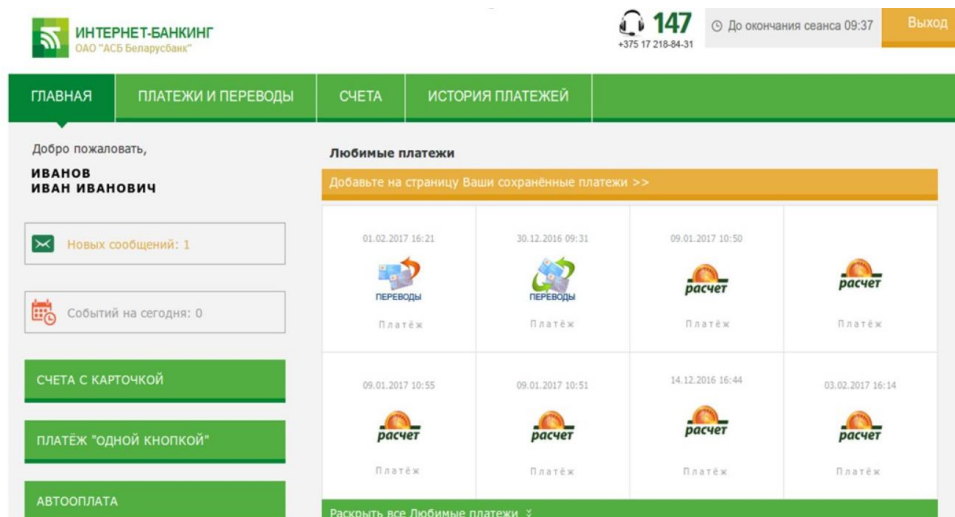 ИНТЕРНЕТ-БАНКИНГ
ОАО "АСБ Беларусбанк"
147
+375 17 218-84-31
До окончания сеанса 09:37
Выход
ГЛАВНАЯ
ПЛАТЕЖИ И ПЕРЕВОДЫ
СЧЕТА
ИСТОРИЯ ПЛАТЕЖЕЙ
Добро пожаловать,
ИВАНОВ
ИВАН ИВАНОВИЧ
Новых сообщений: 1
Событий на сегодня: 0
СЧЕТА С КАРТОЧКОЙ
ПЛАТЁЖ "ОДНОЙ КНОПКОЙ"
АВТООПЛАТА
Любимые платежи
Добавьте на страницу Ваши сохранённые платежи >>
01.02.2017 16:21
ПЕРЕВОДЫ
Платёж
30.12.2016 09:31
ПЕРЕВОДЫ
Платёж
09.01.2017 10:50
расчет
Платёж
расчет
Платёж
09.01.2017 10:55
расчет
Платёж
09.01.2017 10:51
расчет
Платёж
14.12.2016 16:44
расчет
Платёж
03.02.2017 16:14
расчет
Платёж
Раскрыть все Любимые платежи